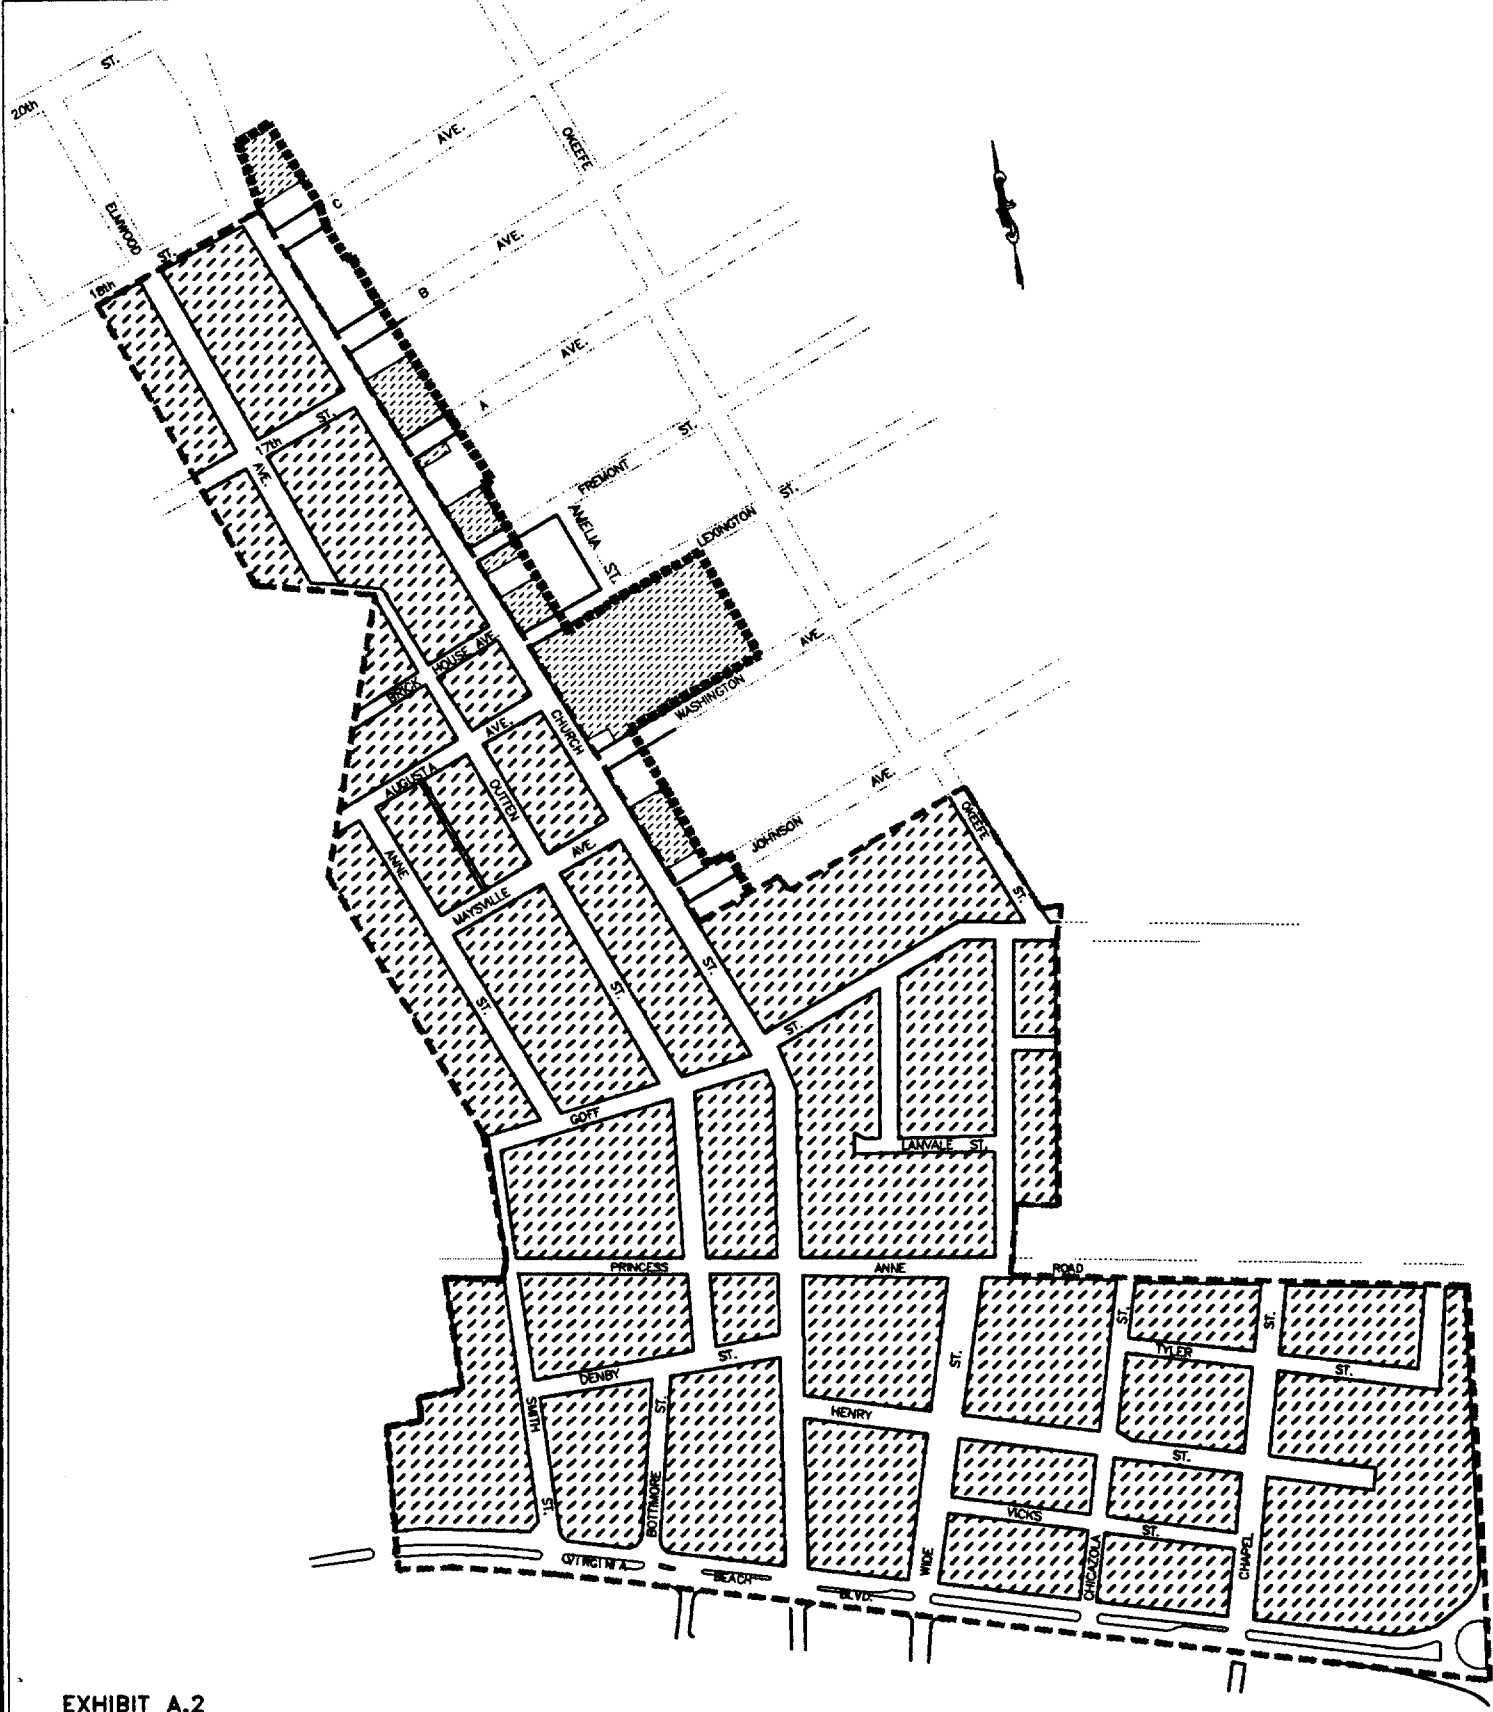 20th ST.
OKEEFE
C AVE.
ELMWOOD
18th ST.
B AVE.
A AVE.
17th ST.
AVE.
FREMONT ST.
AMELIA ST.
LEXINGTON ST.
BRICK HOUSE AVE.
WASHINGTON AVE.
CHURCH
AUGUSTA AVE.
DUTTEN
JOHNSON AVE.
OKEEFE ST.
ANNE
MAYSVILLE AVE.
ST.
ST.
ST.
ST.
GOFF
LANVALE ST.
PRINCESS ANNE ROAD
ST.
ST.
TYLER ST.
DENBY ST.
ST.
SMITH ST.
BOTTMORE ST.
HENRY ST.
VICKS ST.
WIDE
CHICAZOLA
CHAPEL
VIRGINIA BEACH BLVD.
EXHIBIT A.2